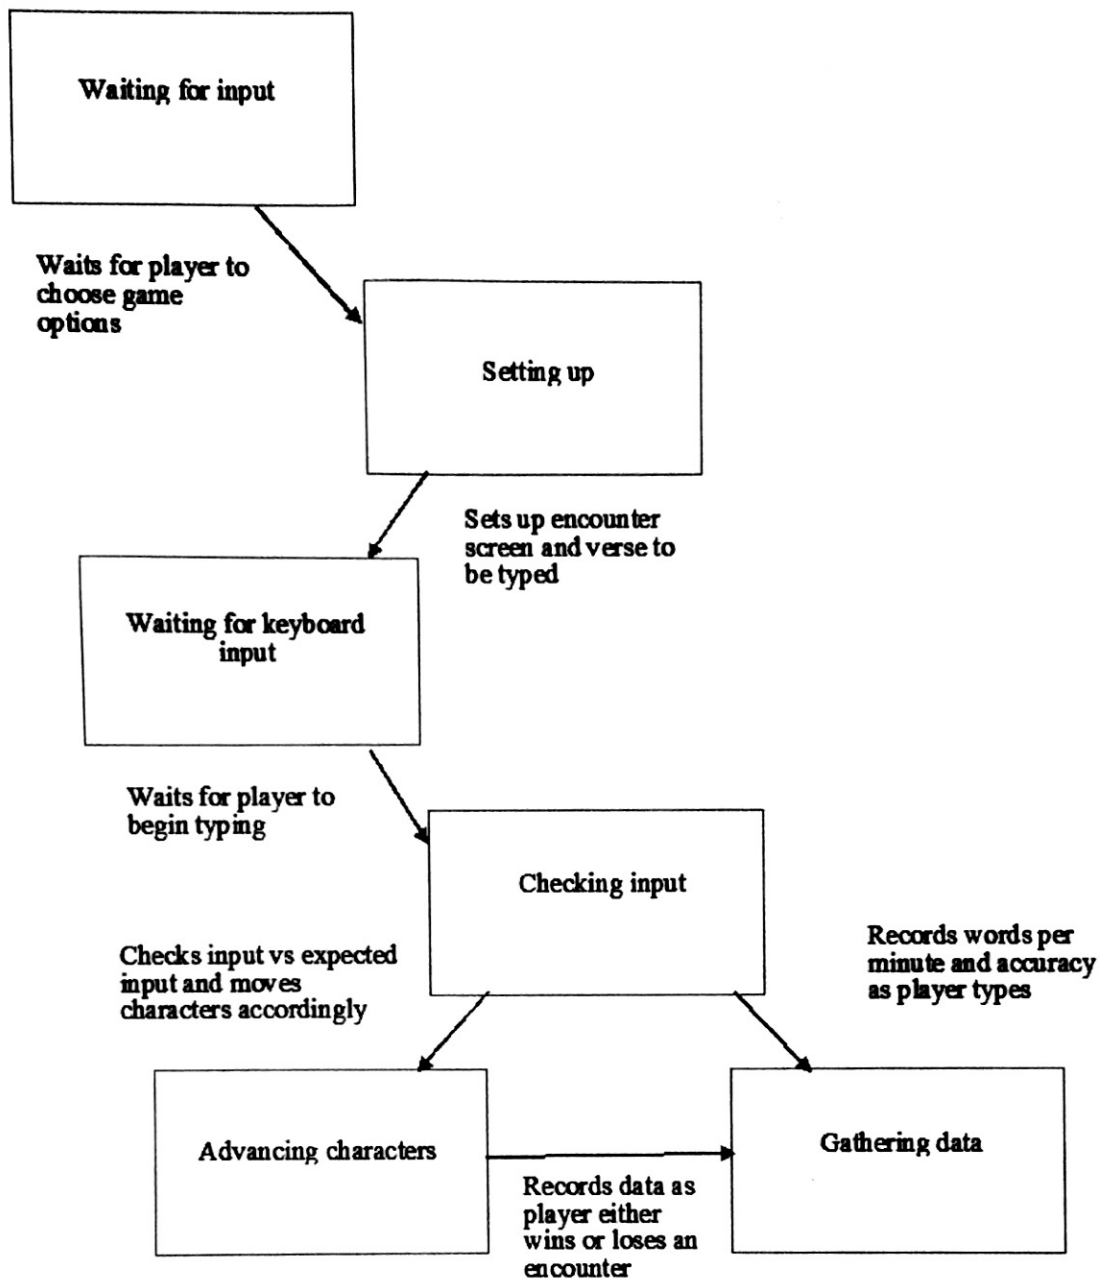 Waiting for input
Waits for player to
choose game
options
Setting up
Sets up encounter
screen and verse to
be typed
Waiting for keyboard
input
Waits for player to
begin typing
Checking input
Checks input vs expected
input and moves
characters accordingly
Records words per
minute and accuracy
as player types
Advancing characters
Records data as
player either
wins or loses an
encounter
Gathering data